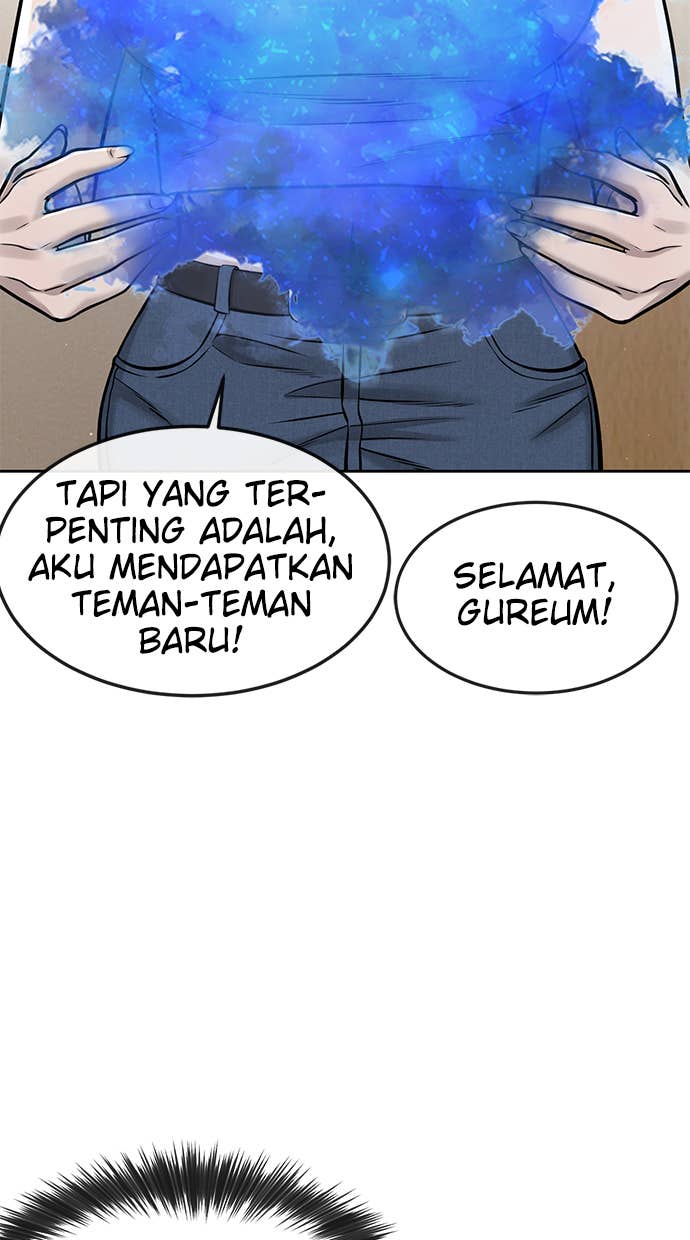 TAPI YANG TER-
PENTING ADALAH,
AKU MENDAPATKAN
TEMAN-TEMAN
BARU!
SELAMAT,
GUREUM!